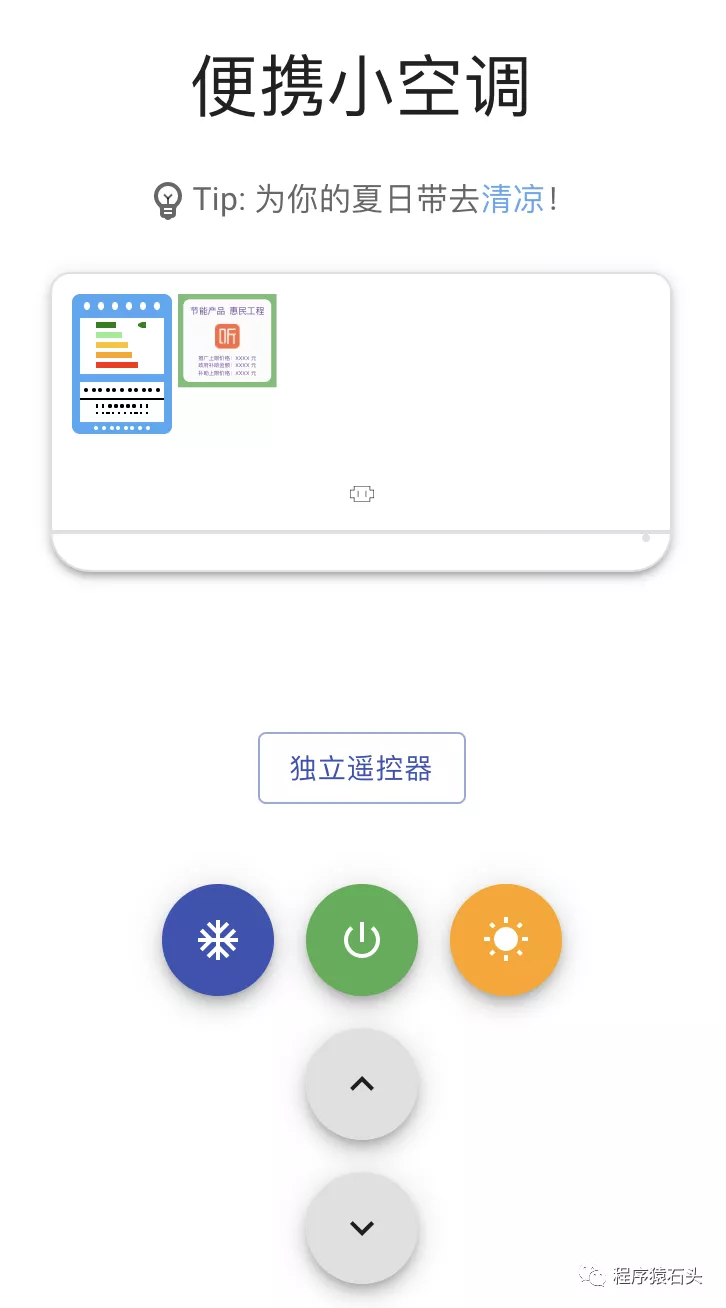 便携小空调
Tip: 为你的夏日带去清凉！
节能产品 惠民工程
听
推广上限价格：XXXX 元
政府补助金额：XXXX 元
补助上限价格：XXXX 元
独立遥控器
程序猿石头